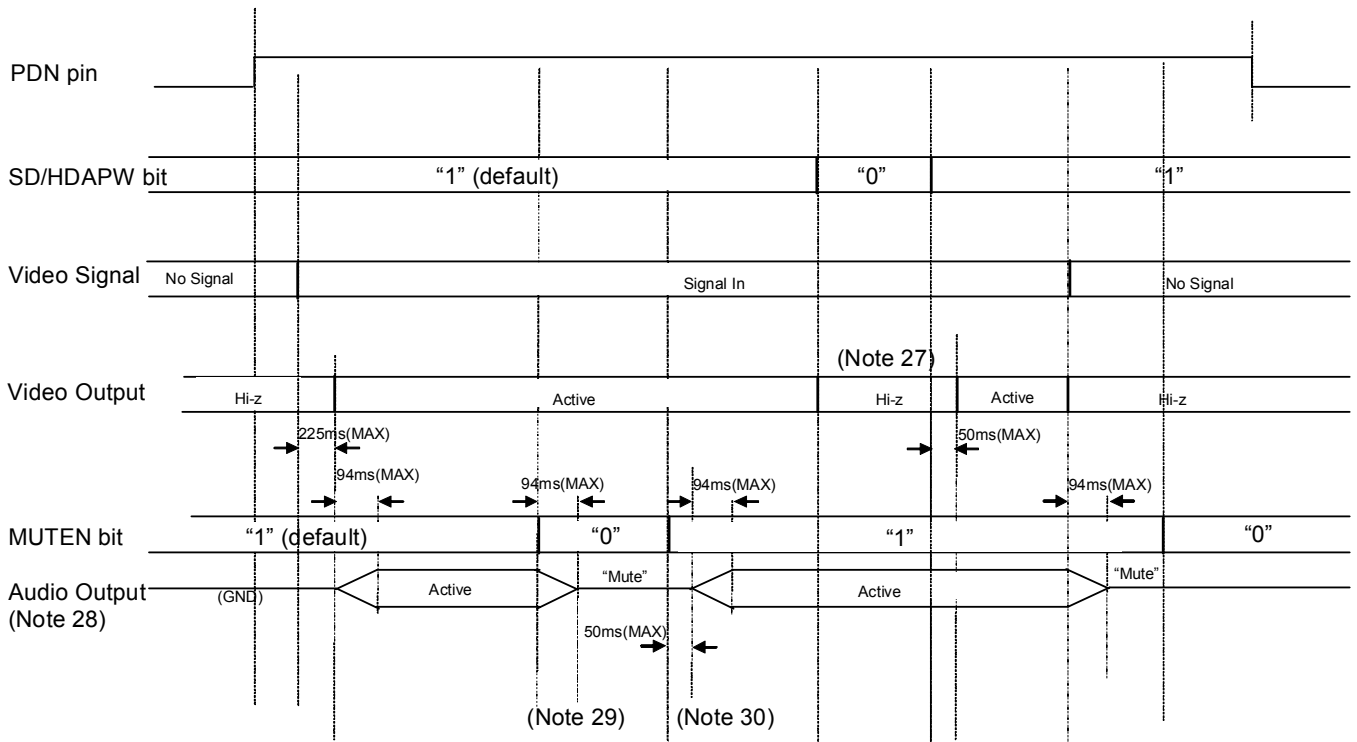 PDN pin
SD/HDAPW bit
“1” (default)
“0”
“1”
Video Signal
No Signal
Signal In
No Signal
(Note 27)
Video Output
Hi-z
Active
Hi-z
Active
Hi-z
225ms(MAX)
50ms(MAX)
94ms(MAX)
94ms(MAX)
94ms(MAX)
94ms(MAX)
MUTEN bit
“1” (default)
“0”
“1”
“0”
Audio Output
(Note 28)
(GND)
Active
“Mute”
Active
“Mute”
50ms(MAX)
(Note 29)
(Note 30)